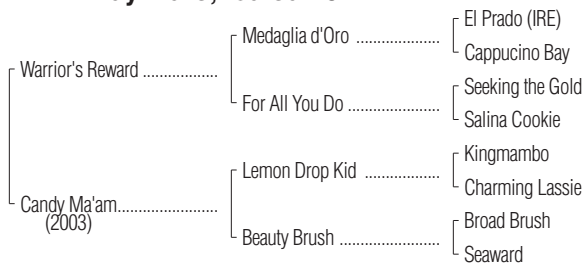 Medaglia d'Oro ....................
El Prado (IRE)
Cappucino Bay
Warrior's Reward ..................
For All You Do ......................
Seeking the Gold
Salina Cookie
Lemon Drop Kid ..................
Kingmambo
Charming Lassie
Candy Ma'am........................
(2003)
Beauty Brush ........................
Broad Brush
Seaward